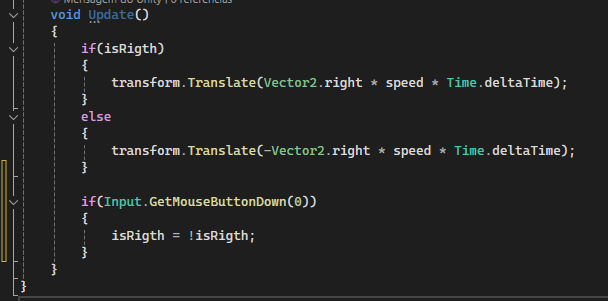 Mensagem do Unity | 0 referências
void Update()
{
if(isRigth)
{
transform.Translate(Vector2.right * speed * Time.deltaTime);
}
else
{
transform.Translate(-Vector2.right * speed * Time.deltaTime);
}
if(Input.GetMouseButtonDown(0))
{
isRigth = !isRigth;
}
}
}